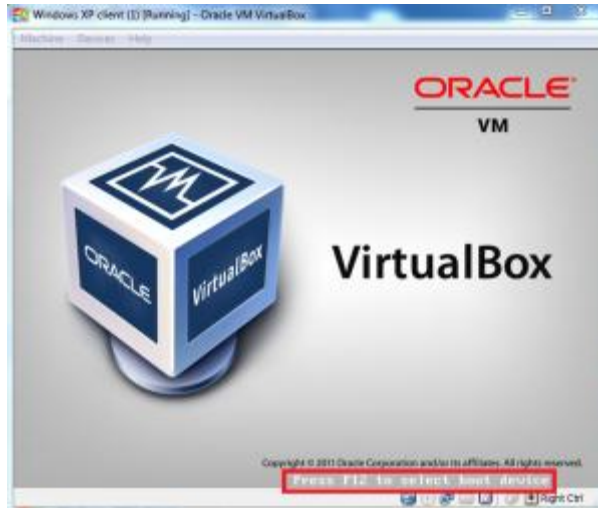 Windows XP client (1) [Running] - Oracle VM VirtualBox
Machine Devices Help
ORACLE
VM
ORACLE
VirtualBox
VirtualBox
Copyright © 2011 Oracle Corporation and/or its affiliates. All rights reserved.
Press F12 to select boot device
Right Ctrl